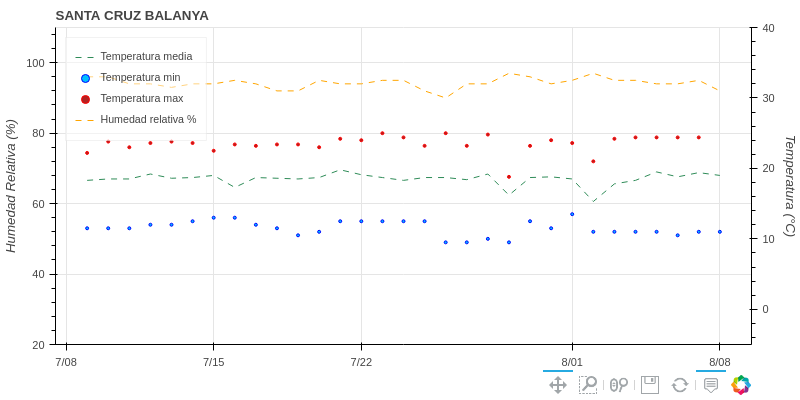 SANTA CRUZ BALANYA
Temperatura media
Temperatura min
Temperatura max
Humedad relativa %
Humedad Relativa (%)
100
80
60
40
20
Temperatura (°C)
40
30
20
10
0
7/08
7/15
7/22
8/01
8/08